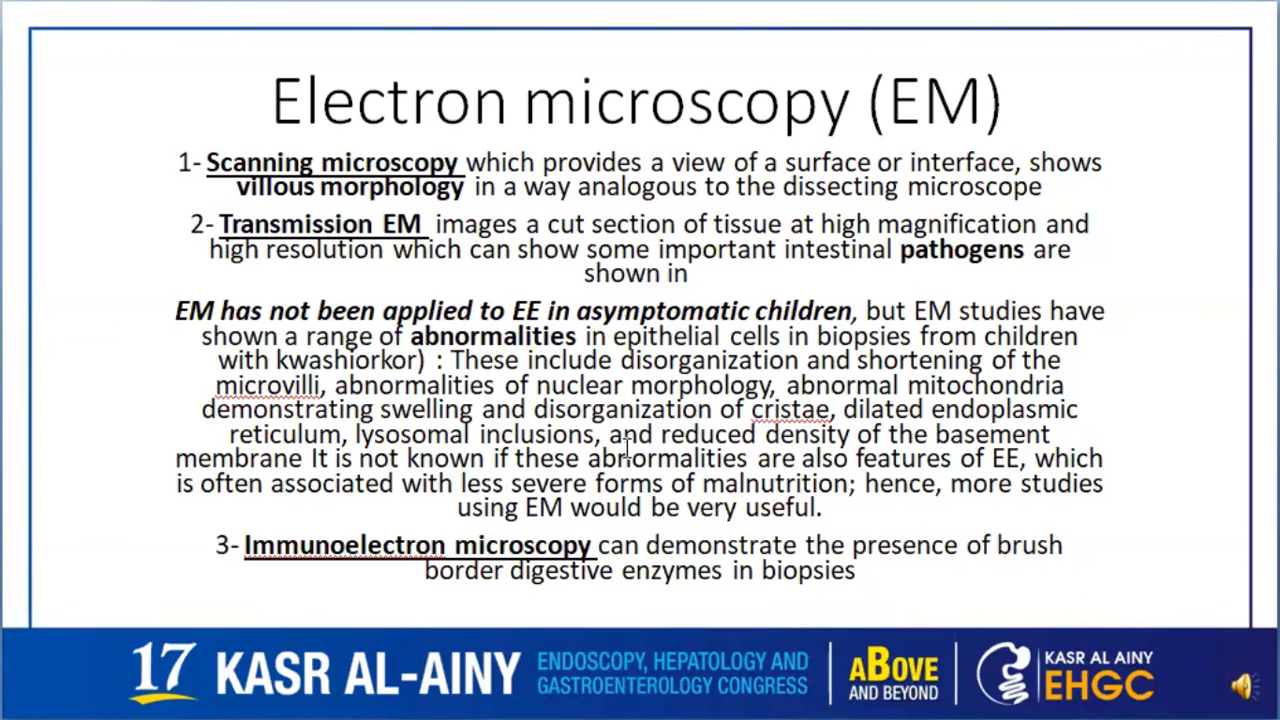 Electron microscopy (EM)
1- Scanning microscopy which provides a view of a surface or interface, shows
villous morphology in a way analogous to the dissecting microscope
2- Transmission EM images a cut section of tissue at high magnification and
high resolution which can show some important intestinal pathogens are
shown in
EM has not been applied to EE in asymptomatic children, but EM studies have
shown a range of abnormalities in epithelial cells in biopsies from children
with kwashiorkor) : These include disorganization and shortening of the
microvilli, abnormalities of nuclear morphology, abnormal mitochondria
demonstrating swelling and disorganization of cristae, dilated endoplasmic
reticulum, lysosomal inclusions, and reduced density of the basement
membrane It is not known if these abnormalities are also features of EE, which
is often associated with less severe forms of malnutrition; hence, more studies
using EM would be very useful.
3- Immunoelectron microscopy can demonstrate the presence of brush
border digestive enzymes in biopsies
17 KASR AL-AINY
ENDOSCOPY, HEPATOLOGY AND
GASTROENTEROLOGY CONGRESS
ABOVE
AND BEYOND
KASR AL AINY
EHGC